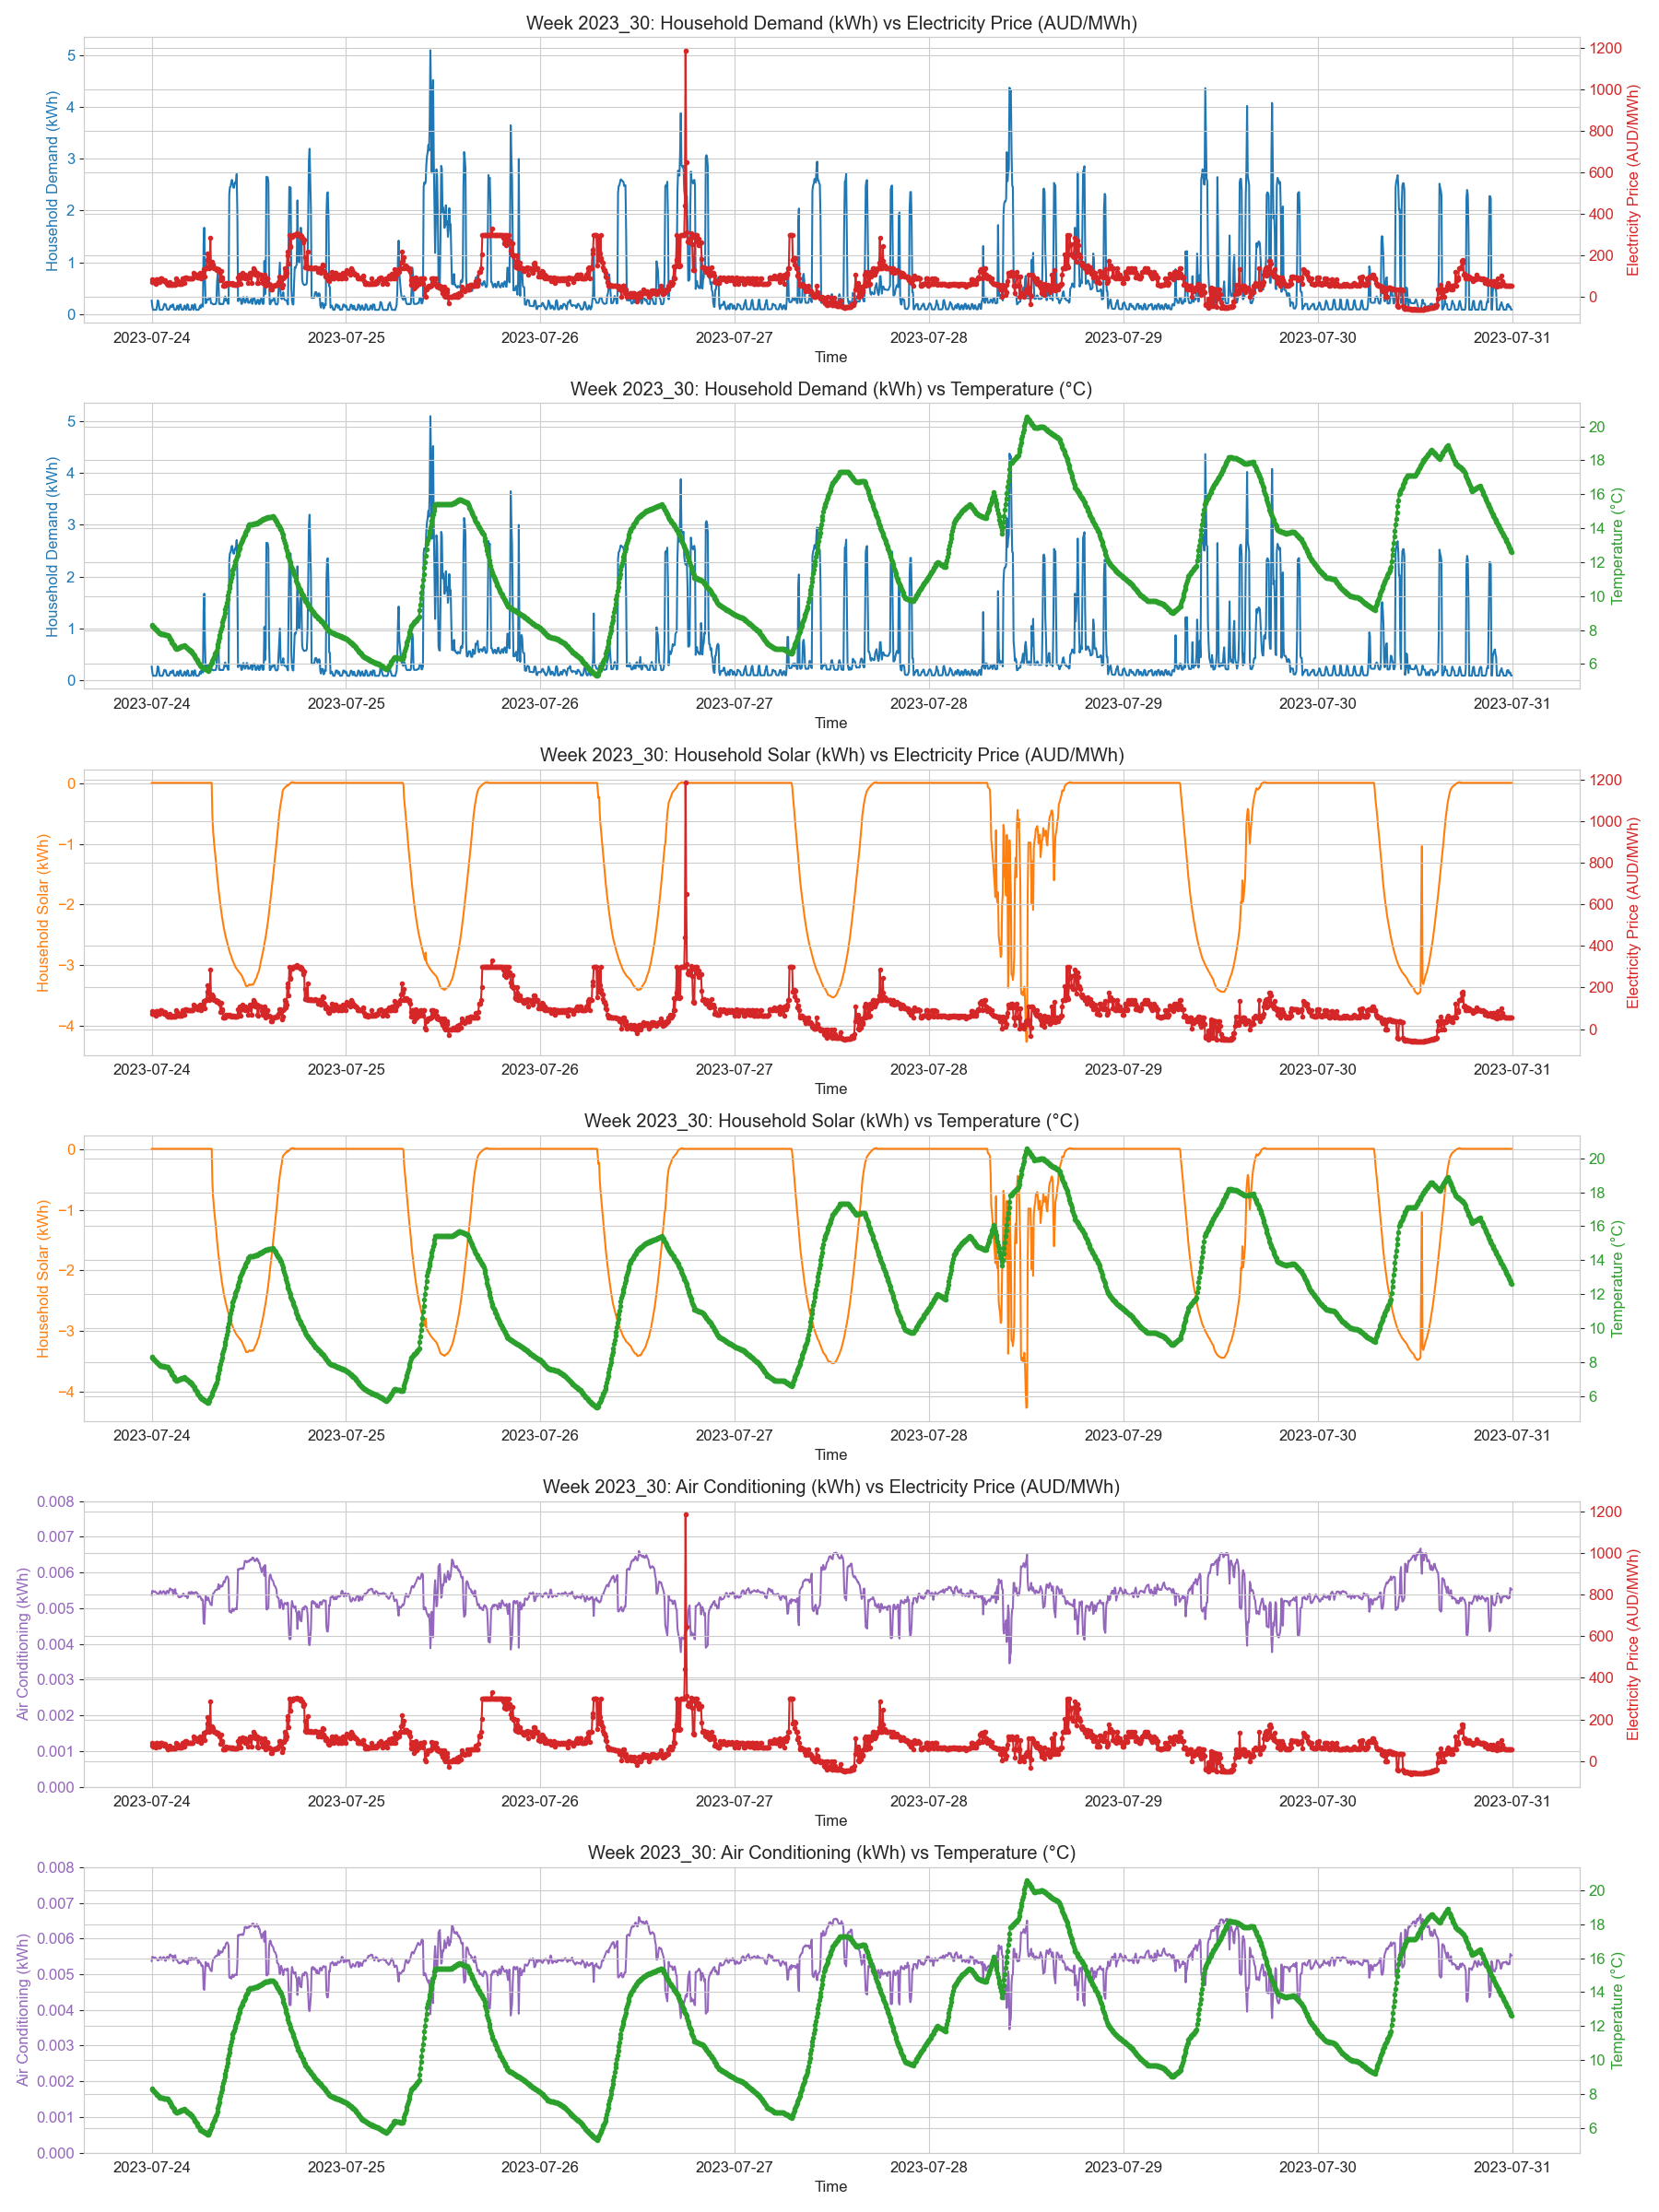 Week 2023_30: Household Demand (kWh) vs Electricity Price (AUD/MWh)
Household Demand (kWh)
5
4
3
2
1
0
1200
1000
800
600
400
200
0
Electricity Price (AUD/MWh)
2023-07-24 2023-07-25 2023-07-26 2023-07-27 2023-07-28 2023-07-29 2023-07-30 2023-07-31
Time
Week 2023_30: Household Demand (kWh) vs Temperature (°C)
Household Demand (kWh)
5
4
3
2
1
0
20
18
16
14
12
10
8
6
Temperature (°C)
2023-07-24 2023-07-25 2023-07-26 2023-07-27 2023-07-28 2023-07-29 2023-07-30 2023-07-31
Time
Week 2023_30: Household Solar (kWh) vs Electricity Price (AUD/MWh)
Household Solar (kWh)
0
−1
−2
−3
−4
1200
1000
800
600
400
200
0
Electricity Price (AUD/MWh)
2023-07-24 2023-07-25 2023-07-26 2023-07-27 2023-07-28 2023-07-29 2023-07-30 2023-07-31
Time
Week 2023_30: Household Solar (kWh) vs Temperature (°C)
Household Solar (kWh)
0
−1
−2
−3
−4
20
18
16
14
12
10
8
6
Temperature (°C)
2023-07-24 2023-07-25 2023-07-26 2023-07-27 2023-07-28 2023-07-29 2023-07-30 2023-07-31
Time
Week 2023_30: Air Conditioning (kWh) vs Electricity Price (AUD/MWh)
Air Conditioning (kWh)
0.008
0.007
0.006
0.005
0.004
0.003
0.002
0.001
0.000
1200
1000
800
600
400
200
0
Electricity Price (AUD/MWh)
2023-07-24 2023-07-25 2023-07-26 2023-07-27 2023-07-28 2023-07-29 2023-07-30 2023-07-31
Time
Week 2023_30: Air Conditioning (kWh) vs Temperature (°C)
Air Conditioning (kWh)
0.008
0.007
0.006
0.005
0.004
0.003
0.002
0.001
0.000
20
18
16
14
12
10
8
6
Temperature (°C)
2023-07-24 2023-07-25 2023-07-26 2023-07-27 2023-07-28 2023-07-29 2023-07-30 2023-07-31
Time